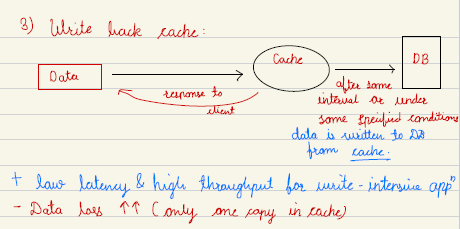 3) Write back cache:
Data
Cache
DB
response to
client
after some
interval or under
some specified conditions
data is written to DB
from cache.
+ low latency & high throughput for write-intensive appⁿ
- Data loss ↑↑ (only one copy in cache)